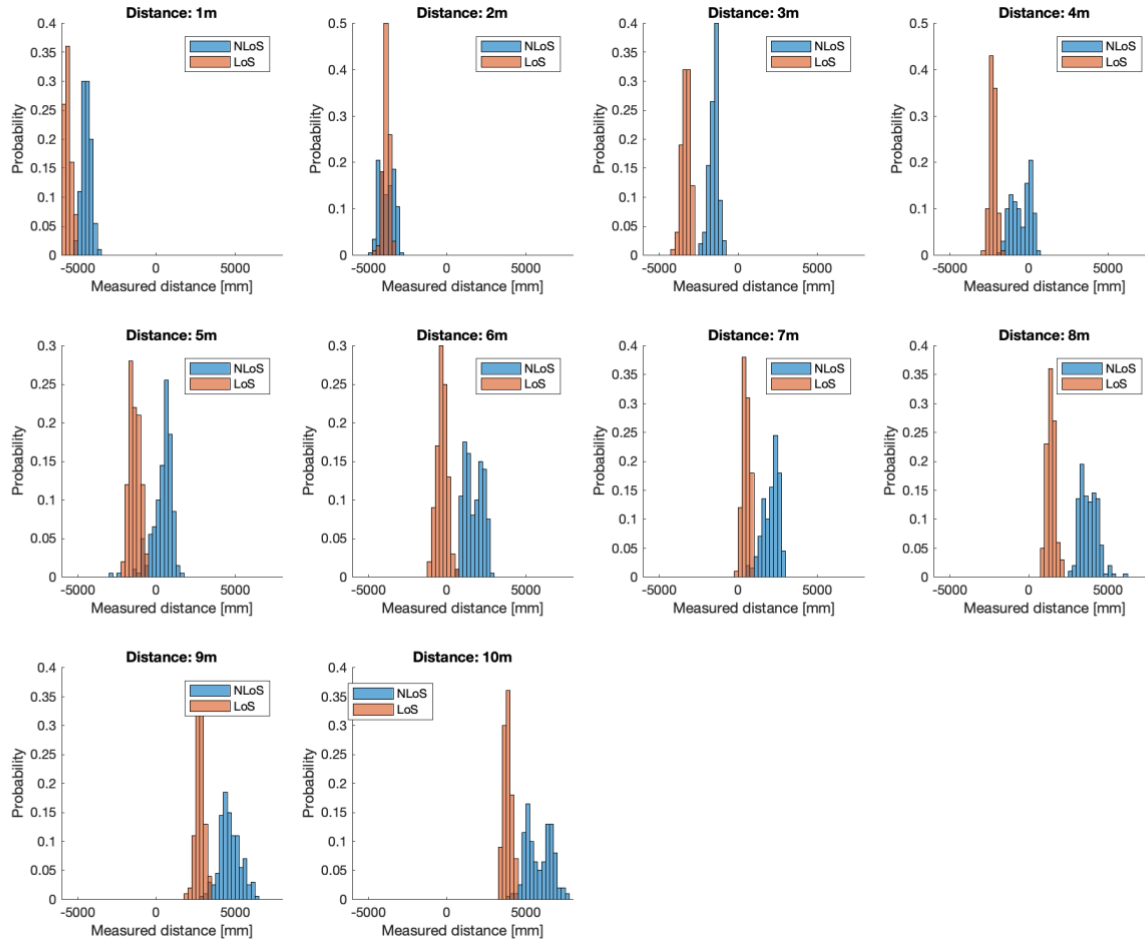 Distance: 1m
Probability
0.4
0.35
0.3
0.25
0.2
0.15
0.1
0.05
0
NLoS
LoS
-5000 0 5000
Measured distance [mm]
Distance: 2m
Probability
0.5
0.4
0.3
0.2
0.1
0
NLoS
LoS
-5000 0 5000
Measured distance [mm]
Distance: 3m
Probability
0.4
0.35
0.3
0.25
0.2
0.15
0.1
0.05
0
NLoS
LoS
-5000 0 5000
Measured distance [mm]
Distance: 4m
Probability
0.5
0.4
0.3
0.2
0.1
0
NLoS
LoS
-5000 0 5000
Measured distance [mm]
Distance: 5m
Probability
0.3
0.25
0.2
0.15
0.1
0.05
0
NLoS
LoS
-5000 0 5000
Measured distance [mm]
Distance: 6m
Probability
0.3
0.25
0.2
0.15
0.1
0.05
0
NLoS
LoS
-5000 0 5000
Measured distance [mm]
Distance: 7m
Probability
0.4
0.35
0.3
0.25
0.2
0.15
0.1
0.05
0
NLoS
LoS
-5000 0 5000
Measured distance [mm]
Distance: 8m
Probability
0.4
0.35
0.3
0.25
0.2
0.15
0.1
0.05
0
NLoS
LoS
-5000 0 5000
Measured distance [mm]
Distance: 9m
Probability
0.4
0.35
0.3
0.25
0.2
0.15
0.1
0.05
0
NLoS
LoS
-5000 0 5000
Measured distance [mm]
Distance: 10m
Probability
0.4
0.35
0.3
0.25
0.2
0.15
0.1
0.05
0
NLoS
LoS
-5000 0 5000
Measured distance [mm]